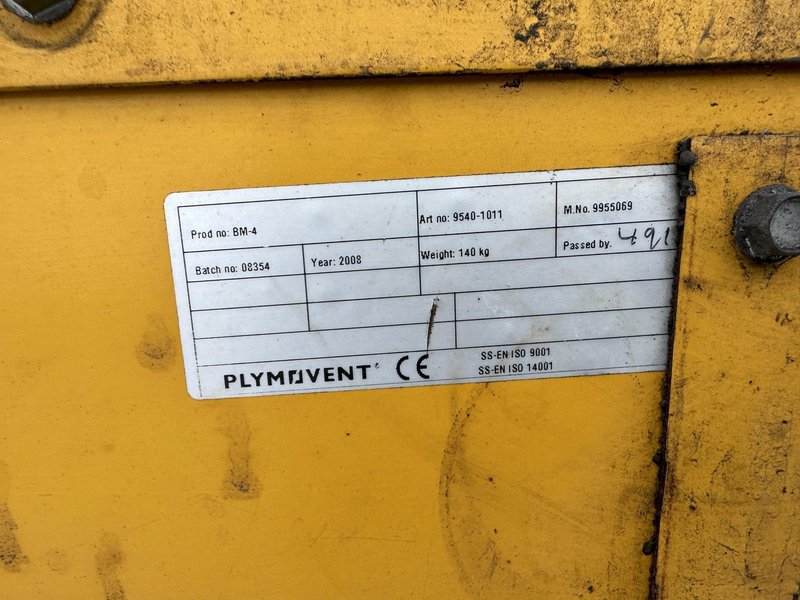 Prod no: BM-4
Art no: 9540-1011
M.No. 9955069
Batch no: 08354
Year: 2008
Weight: 140 kg
Passed by. 491
PLYMOVENT CE
SS-EN ISO 9001
SS-EN ISO 14001